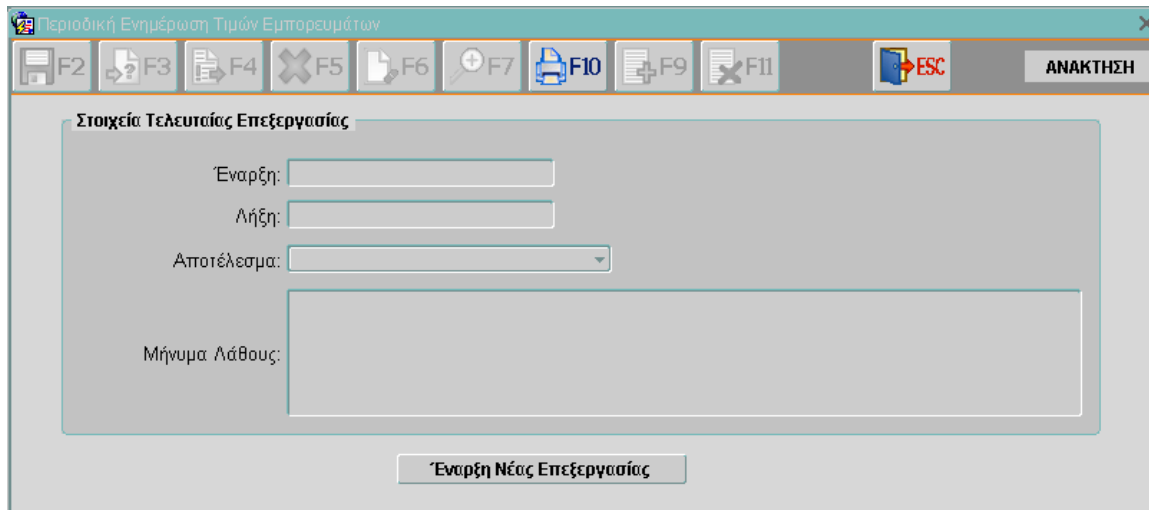 Περιοδική Ενημέρωση Τιμών Εμπορευμάτων
F2 F3 F4 F5 F6 F7 F10 F9 F11 ESC ΑΝΑΚΤΗΣΗ
Στοιχεία Τελευταίας Επεξεργασίας
Έναρξη:
Λήξη:
Αποτέλεσμα:
Μήνυμα Λάθους:
Έναρξη Νέας Επεξεργασίας